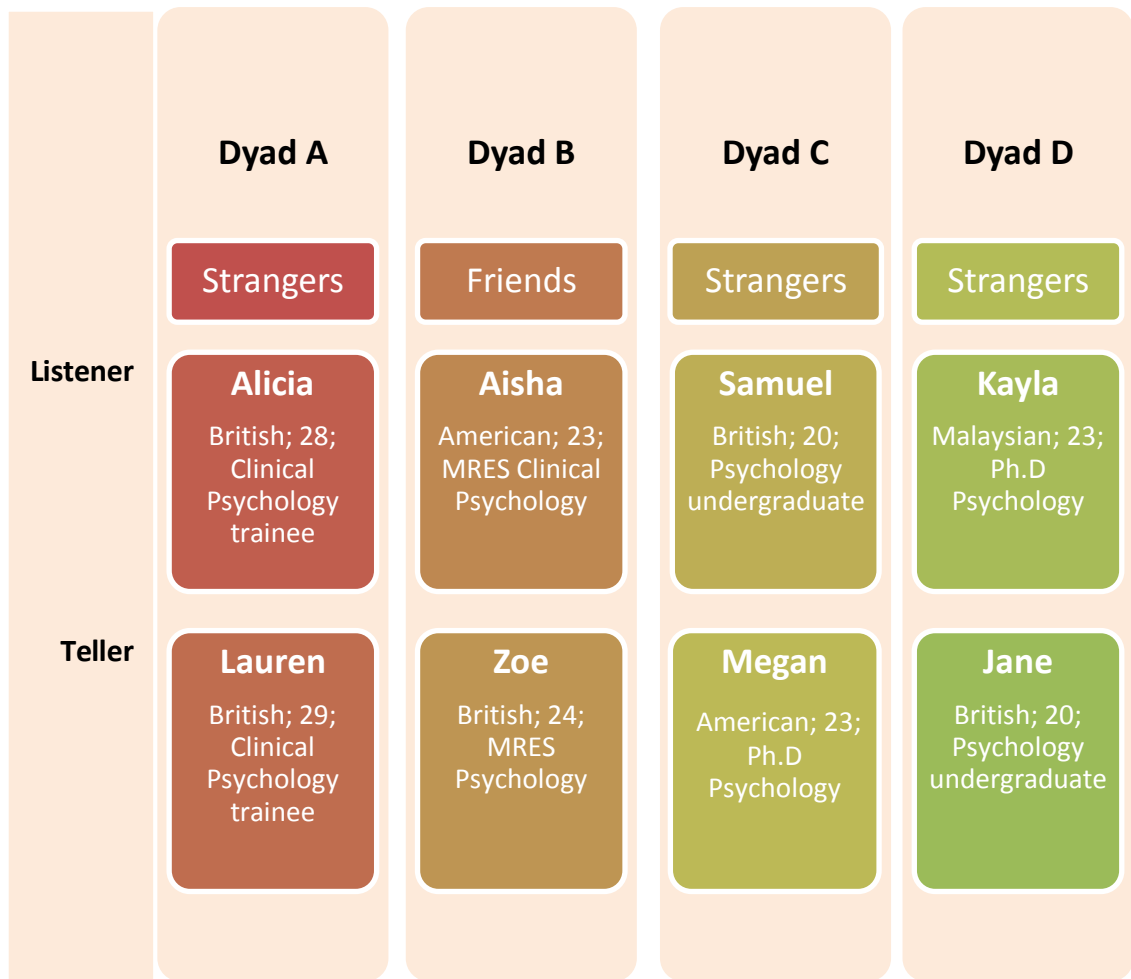 Dyad A
Dyad B
Dyad C
Dyad D
Strangers
Friends
Strangers
Strangers
Listener
Alicia
British; 28;
Clinical
Psychology
trainee
Aisha
American; 23;
MRES Clinical
Psychology
Samuel
British; 20;
Psychology
undergraduate
Kayla
Malaysian; 23;
Ph.D
Psychology
Teller
Lauren
British; 29;
Clinical
Psychology
trainee
Zoe
British; 24;
MRES
Psychology
Megan
American; 23;
Ph.D
Psychology
Jane
British; 20;
Psychology
undergraduate